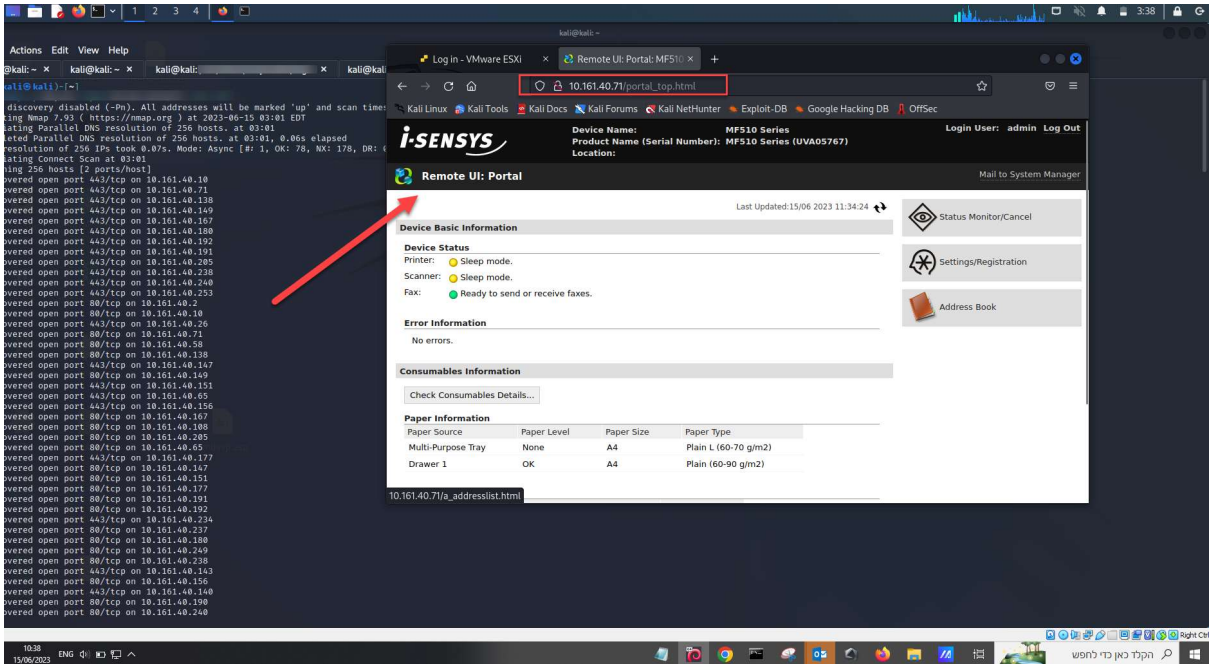 1 2 3 4
3:38
kali@kali: ~
Actions Edit View Help
@kali: ~ × kali@kali: ~ × kali@kali: × kali@kal
kali㉿kali)-[~]
discovery disabled (-Pn). All addresses will be marked 'up' and scan times
ting Nmap 7.93 ( https://nmap.org ) at 2023-06-15 03:01 EDT
iating Parallel DNS resolution of 256 hosts. at 03:01
leted Parallel DNS resolution of 256 hosts. at 03:01, 0.06s elapsed
resolution of 256 IPs took 0.07s. Mode: Async [#: 1, OK: 78, NX: 178, DR:
iating Connect Scan at 03:01
ning 256 hosts [2 ports/host]
overed open port 443/tcp on 10.161.40.10
overed open port 443/tcp on 10.161.40.71
overed open port 443/tcp on 10.161.40.138
overed open port 443/tcp on 10.161.40.149
overed open port 443/tcp on 10.161.40.167
overed open port 443/tcp on 10.161.40.180
overed open port 443/tcp on 10.161.40.192
overed open port 443/tcp on 10.161.40.191
overed open port 443/tcp on 10.161.40.205
overed open port 443/tcp on 10.161.40.238
overed open port 443/tcp on 10.161.40.240
overed open port 443/tcp on 10.161.40.253
overed open port 80/tcp on 10.161.40.2
overed open port 80/tcp on 10.161.40.10
overed open port 443/tcp on 10.161.40.26
overed open port 80/tcp on 10.161.40.71
overed open port 80/tcp on 10.161.40.58
overed open port 80/tcp on 10.161.40.138
overed open port 443/tcp on 10.161.40.147
overed open port 80/tcp on 10.161.40.149
overed open port 443/tcp on 10.161.40.151
overed open port 443/tcp on 10.161.40.65
overed open port 443/tcp on 10.161.40.156
overed open port 80/tcp on 10.161.40.167
overed open port 80/tcp on 10.161.40.108
overed open port 80/tcp on 10.161.40.205
overed open port 80/tcp on 10.161.40.65
overed open port 443/tcp on 10.161.40.177
overed open port 80/tcp on 10.161.40.147
overed open port 80/tcp on 10.161.40.151
overed open port 80/tcp on 10.161.40.177
overed open port 80/tcp on 10.161.40.191
overed open port 80/tcp on 10.161.40.192
overed open port 443/tcp on 10.161.40.234
overed open port 80/tcp on 10.161.40.237
overed open port 80/tcp on 10.161.40.180
overed open port 80/tcp on 10.161.40.249
overed open port 80/tcp on 10.161.40.238
overed open port 443/tcp on 10.161.40.143
overed open port 80/tcp on 10.161.40.156
overed open port 443/tcp on 10.161.40.140
overed open port 80/tcp on 10.161.40.190
overed open port 80/tcp on 10.161.40.240
Log in - VMware ESXi × Remote UI: Portal: MF510 × +
10.161.40.71/portal_top.html
Kali Linux Kali Tools Kali Docs Kali Forums Kali NetHunter Exploit-DB Google Hacking DB OffSec
i-SENSYS
Device Name: MF510 Series
Product Name (Serial Number): MF510 Series (UVA05767)
Location:
Login User: admin Log Out
Remote UI: Portal
Mail to System Manager
Last Updated:15/06 2023 11:34:24
Device Basic Information
Device Status
Printer: Sleep mode.
Scanner: Sleep mode.
Fax: Ready to send or receive faxes.
Error Information
No errors.
Consumables Information
Check Consumables Details...
Paper Information
Paper Source Paper Level Paper Size Paper Type
Multi-Purpose Tray None A4 Plain L (60-70 g/m2)
Drawer 1 OK A4 Plain (60-90 g/m2)
Status Monitor/Cancel
Settings/Registration
Address Book
10.161.40.71/a_addresslist.html
Right Ctrl
10:38
15/06/2023
ENG
הקלד כאן כדי לחפש